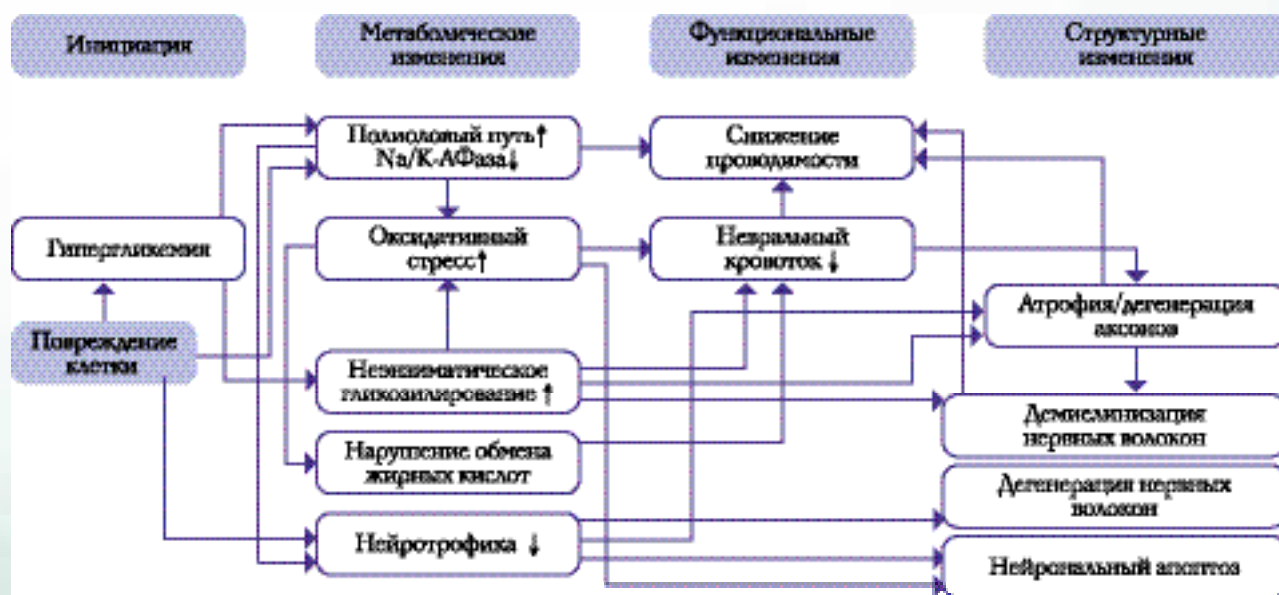 Инициация
Метаболические
изменения
Функциональные
изменения
Структурные
изменения
Полиоловый путь↑
Na/K-АФаза↓
Снижение
проводимости
Гипергликемия
Оксидативный
стресс↑
Невральный
кровоток ↓
Атрофия/дегенерация
аксонов
Повреждение
клетки
Неэнзиматическое
гликозилирование ↑
Демиелинизация
нервных волокон
Нарушение обмена
жирных кислот
Дегенерация нервных
волокон
Нейротрофика ↓
Нейрональный апоптоз